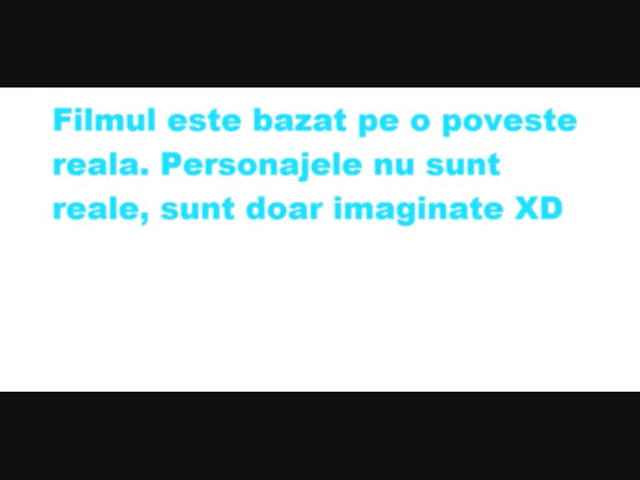 Filmul este bazat pe o poveste
reala. Personajele nu sunt
reale, sunt doar imaginate XD